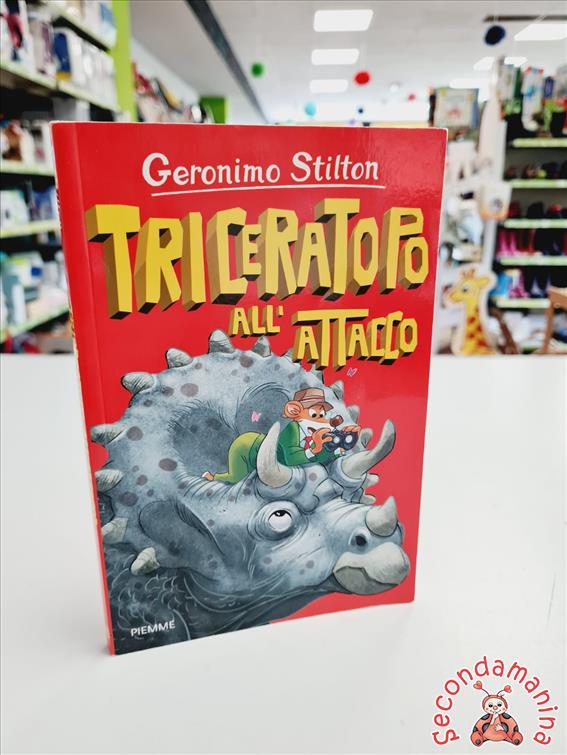 Geronimo Stilton
TRICERATOPO
ALL' ATTACCO
PIEMME
Secondamanina